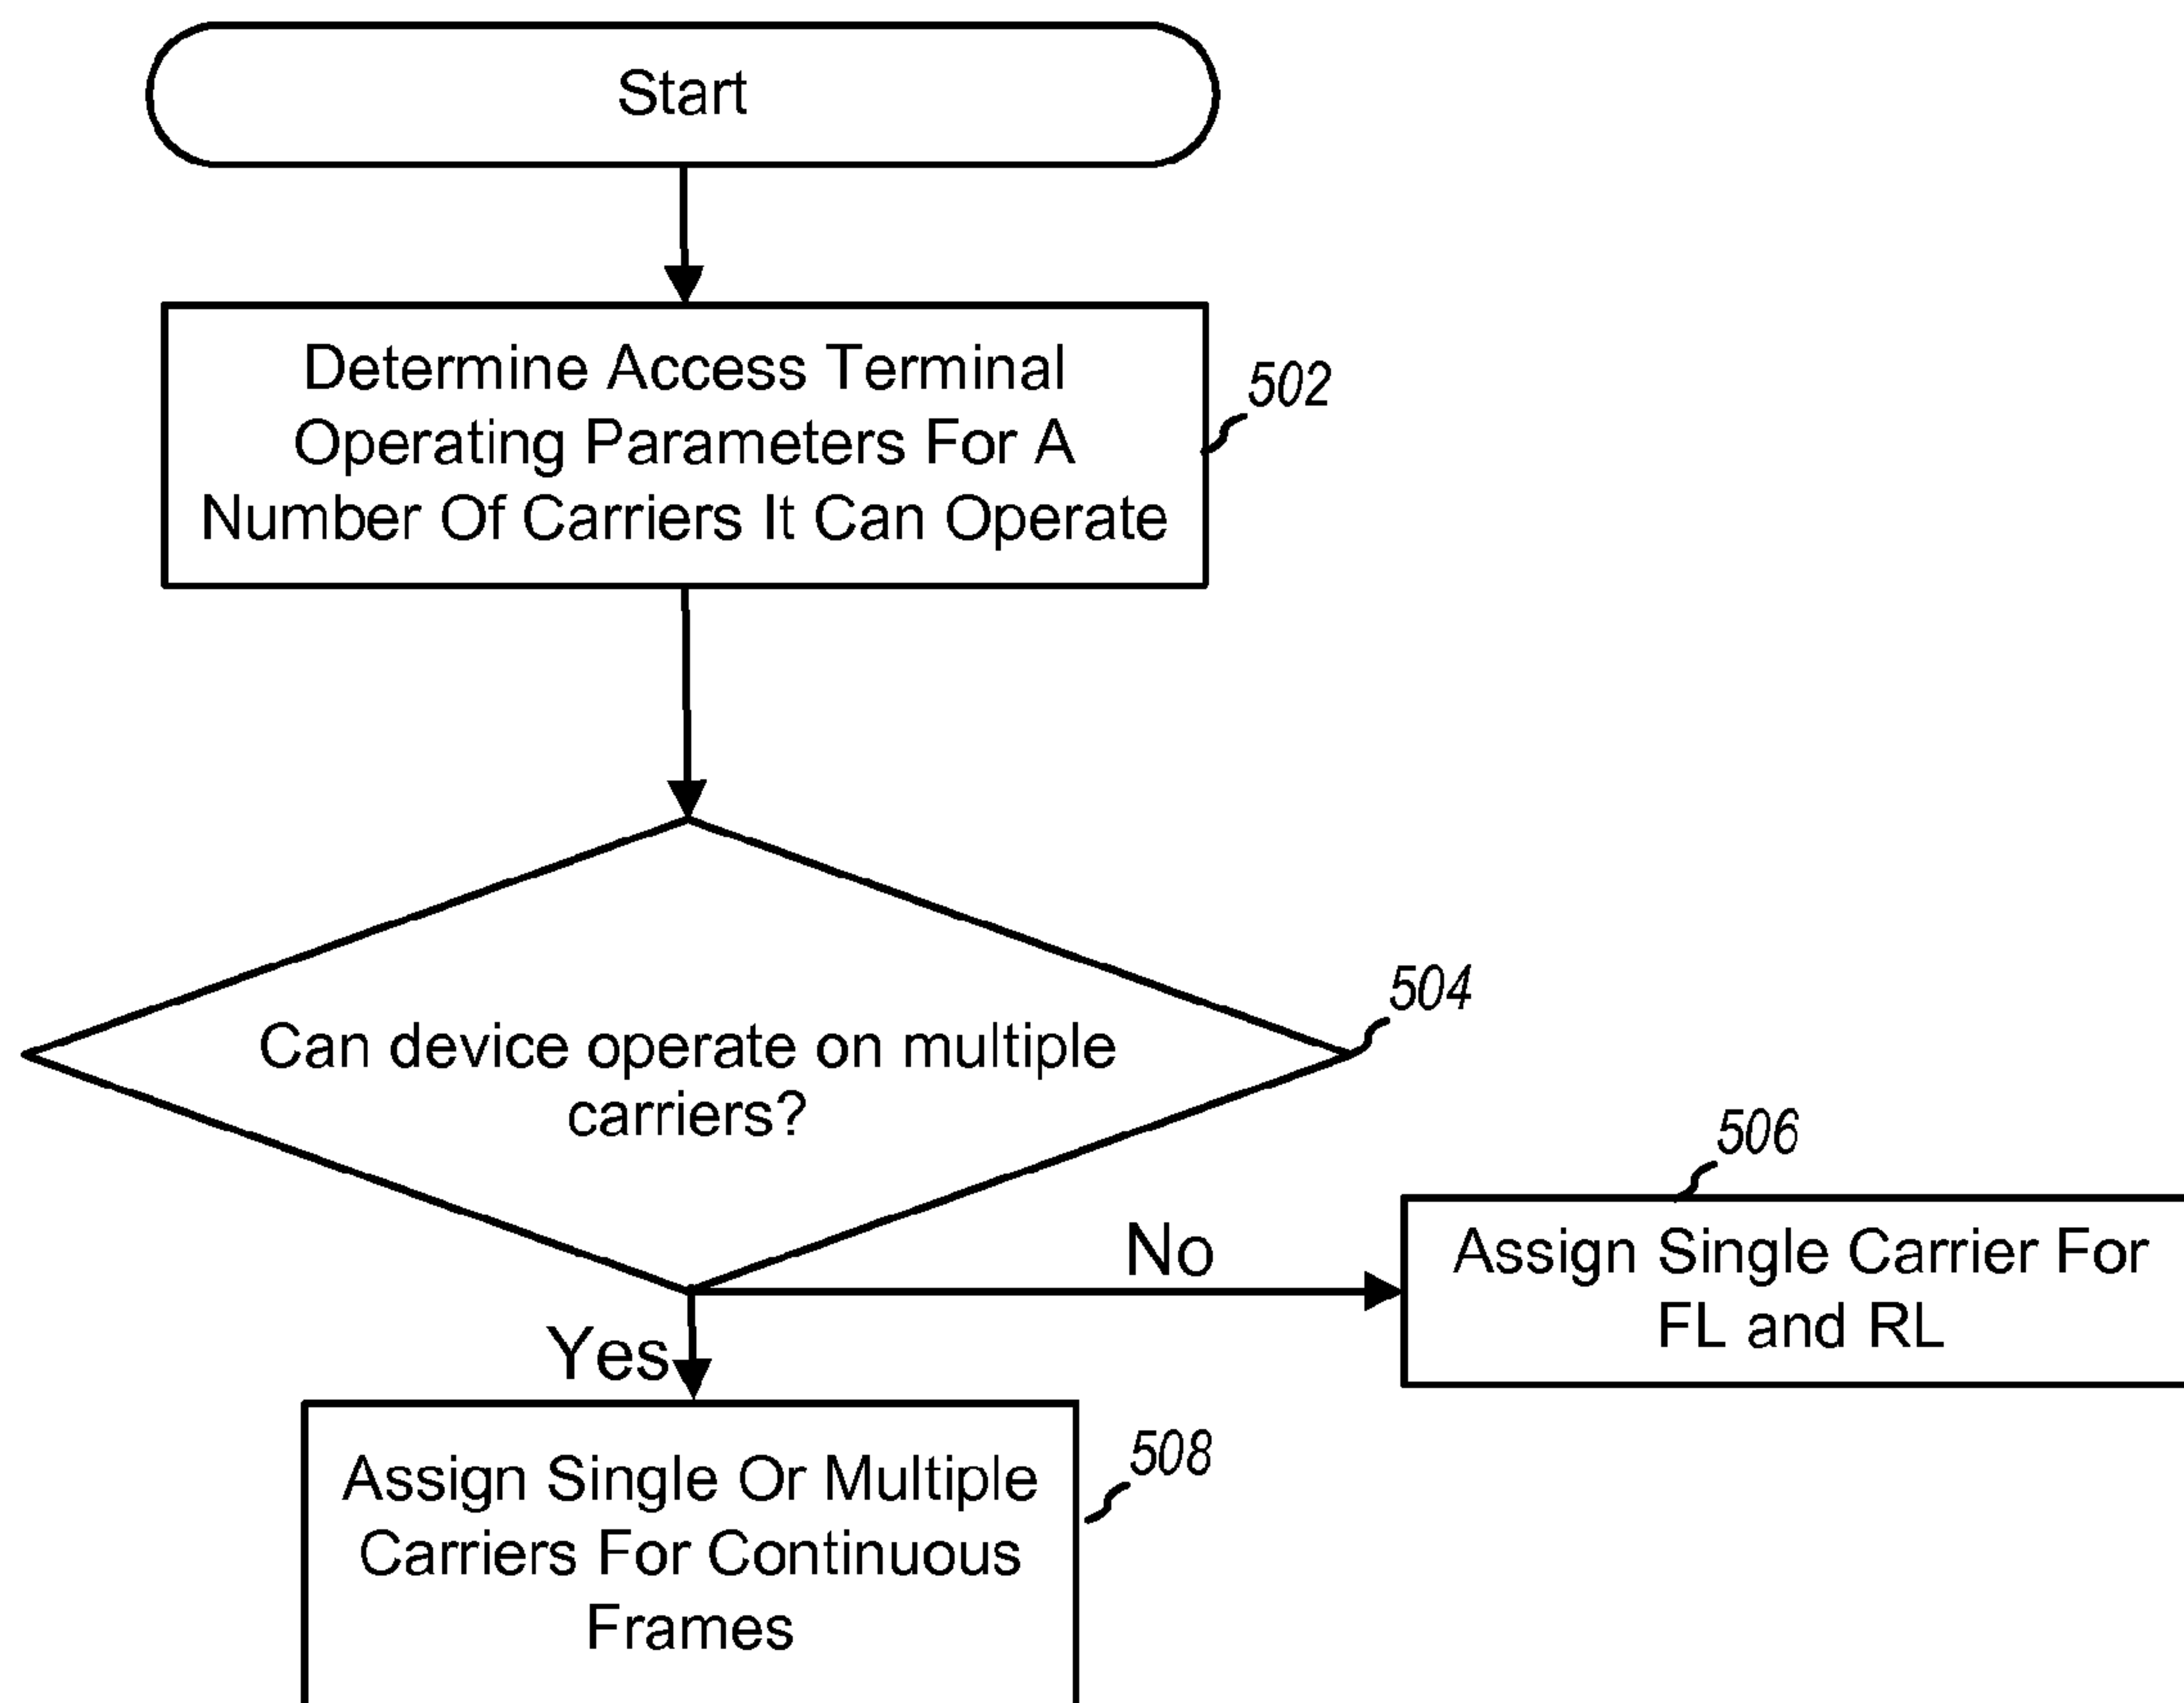 Start
Determine Access Terminal
Operating Parameters For A
Number Of Carriers It Can Operate
502
Can device operate on multiple
carriers?
504
No
506
Assign Single Carrier For
FL and RL
Yes
Assign Single Or Multiple
Carriers For Continuous
Frames
508